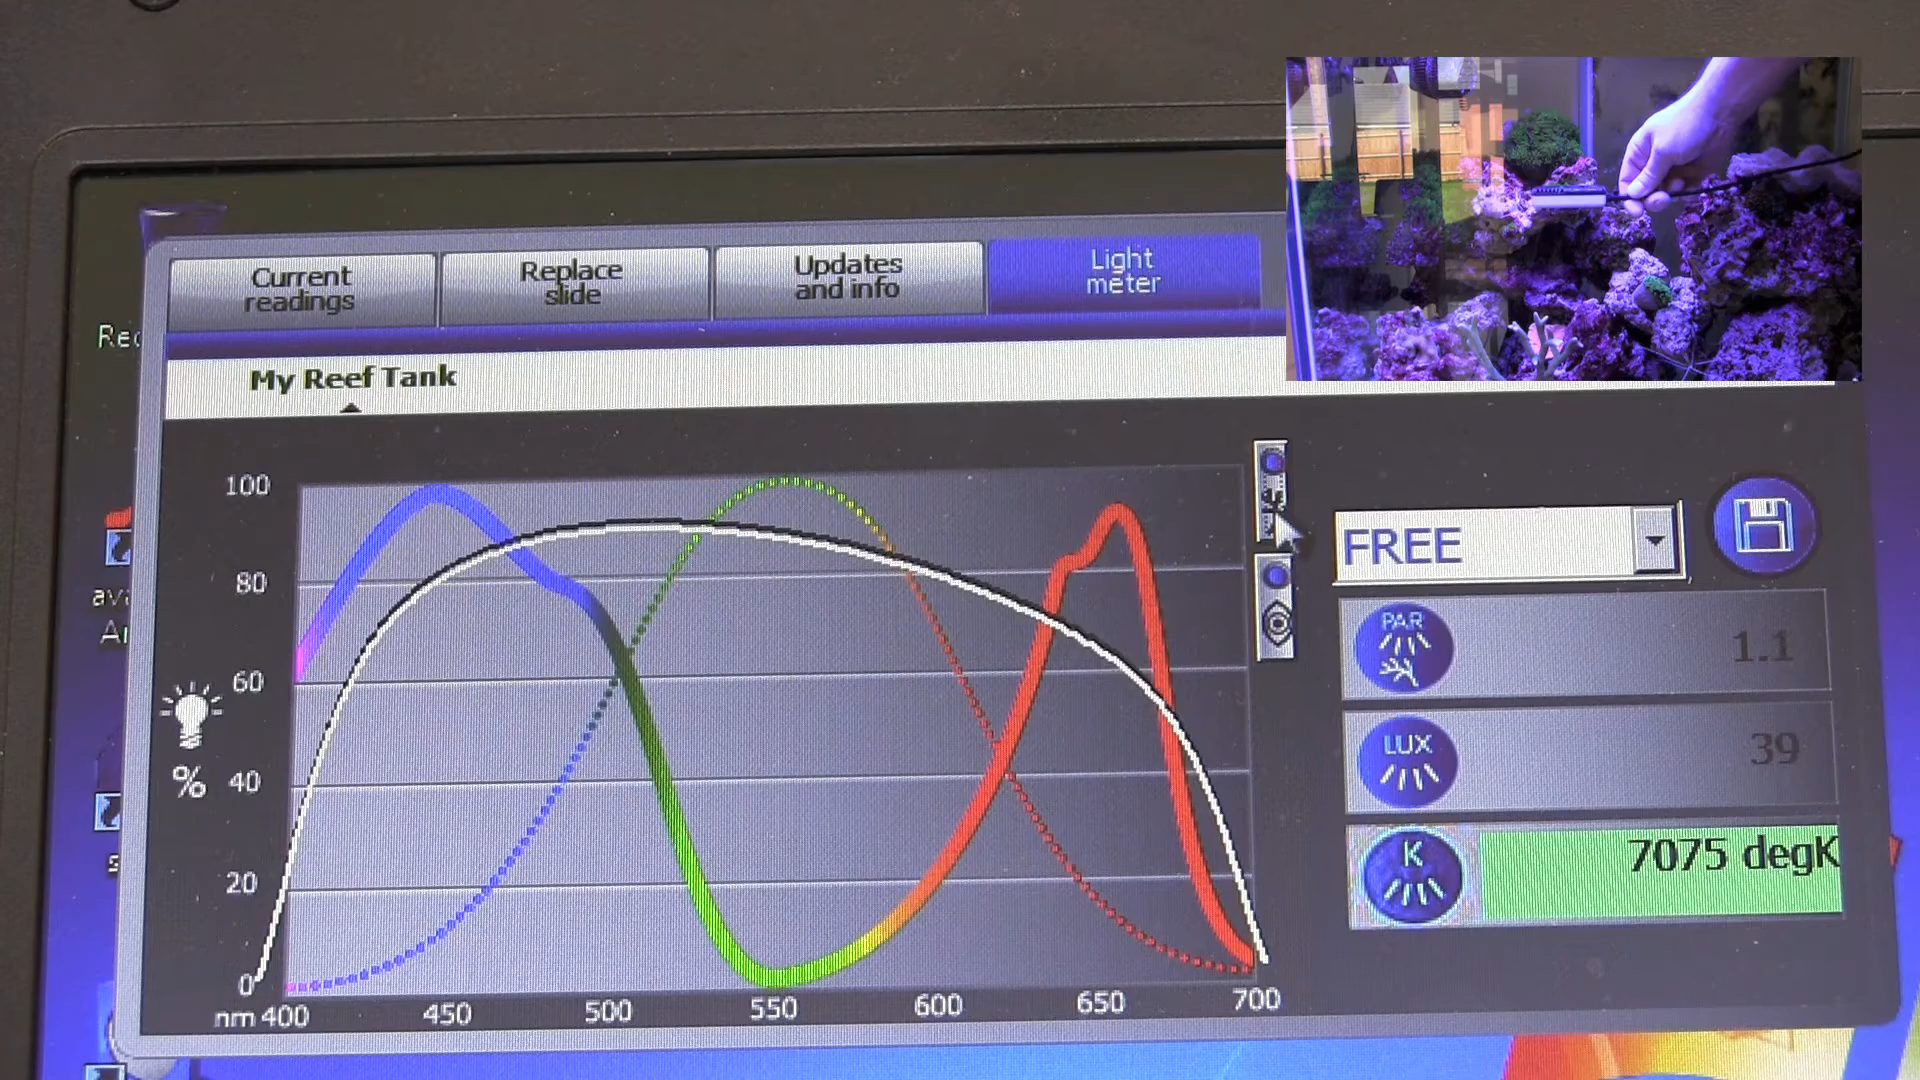 Current
readings
Replace
slide
Updates
and info
Light
meter
My Reef Tank
100
80
60
40
20
0
%
nm 400 450 500 550 600 650 700
FREE
PAR
1.1
LUX
39
K
7075 degK